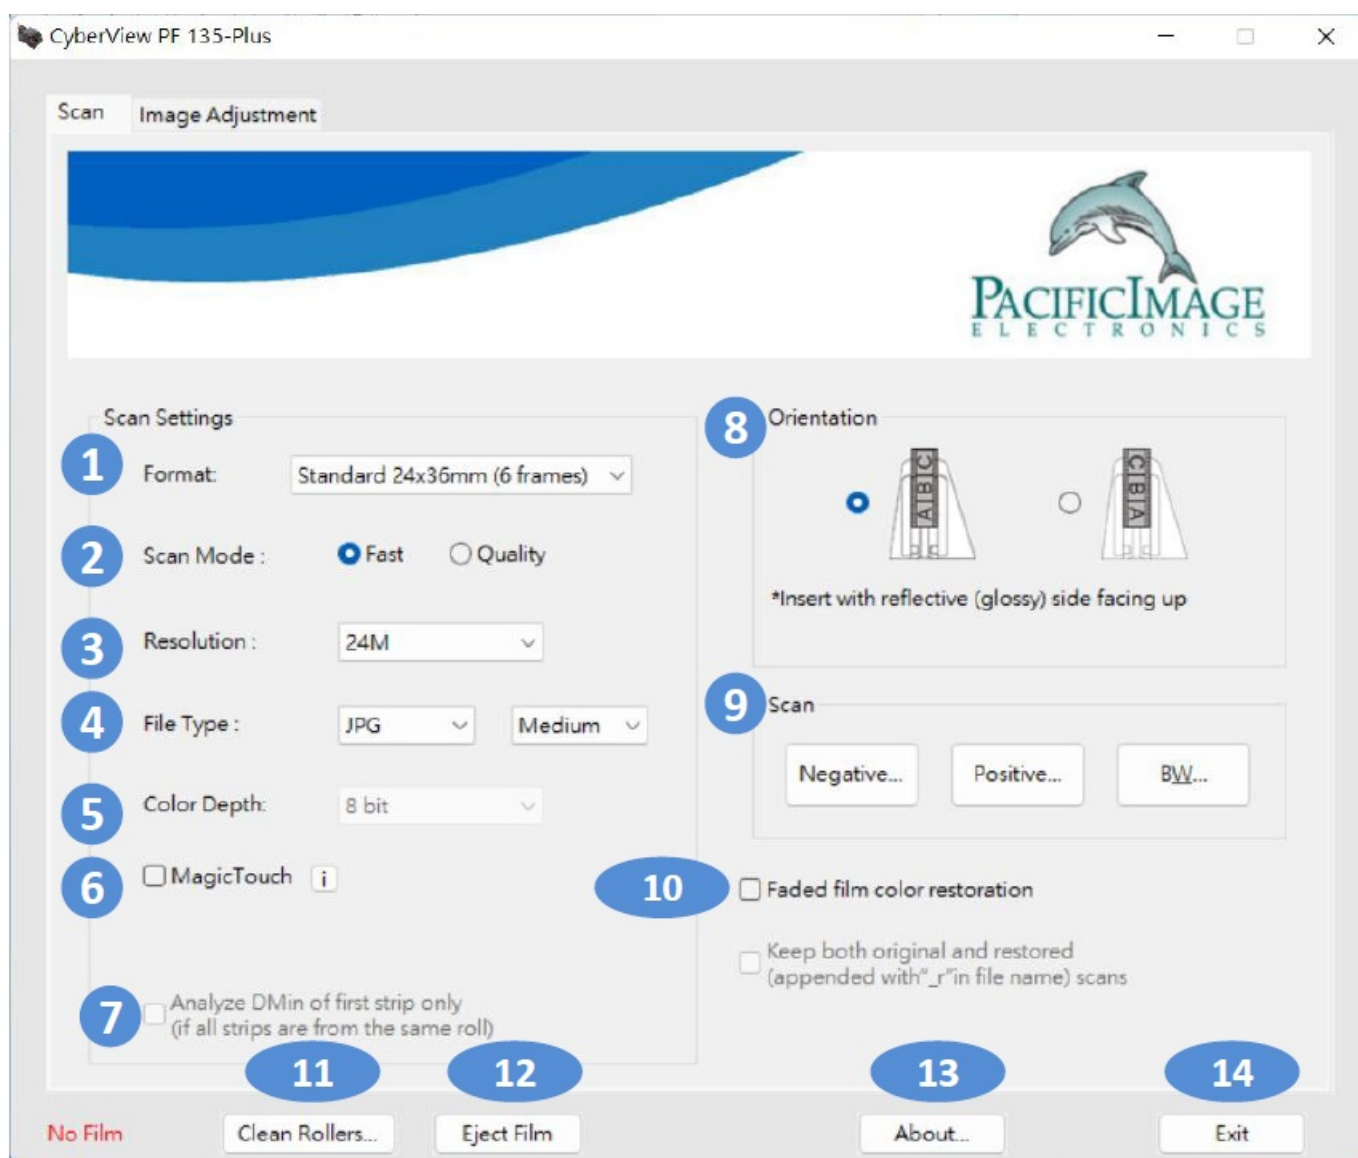 CyberView PF 135-Plus
Scan
Image Adjustment
PACIFICIMAGE
ELECTRONICS
Scan Settings
1
Format:
Standard 24x36mm (6 frames)
2
Scan Mode :
Fast
Quality
3
Resolution :
24M
4
File Type :
JPG
Medium
5
Color Depth:
8 bit
6
MagicTouch
i
7
Analyze DMin of first strip only
(if all strips are from the same roll)
8
Orientation
A B C
C B A
*Insert with reflective (glossy) side facing up
9
Scan
Negative...
Positive...
BW...
10
Faded film color restoration
Keep both original and restored
(appended with"_r"in file name) scans
11
12
13
14
No Film
Clean Rollers...
Eject Film
About...
Exit